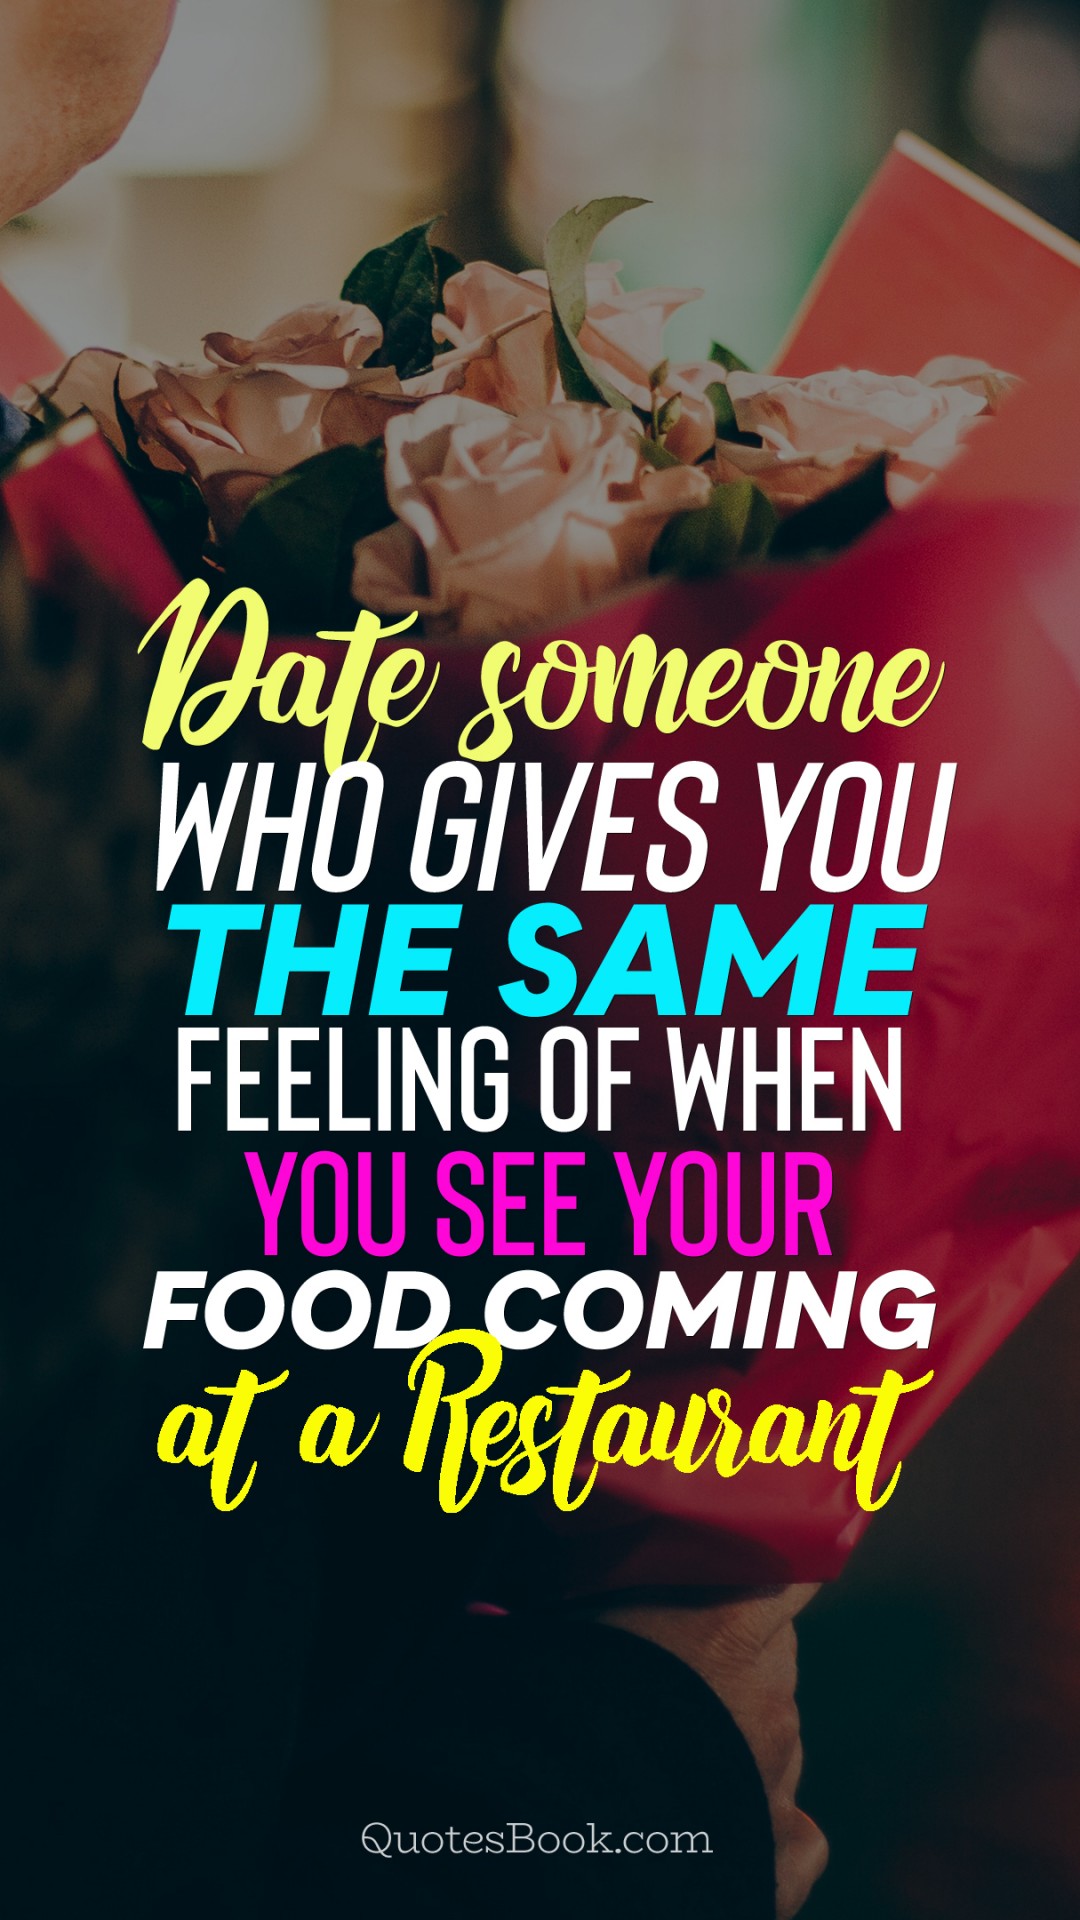 Date someone
WHO GIVES YOU
THE SAME
FEELING OF WHEN
YOU SEE YOUR
FOOD COMING
at a Restaurant
QuotesBook.com